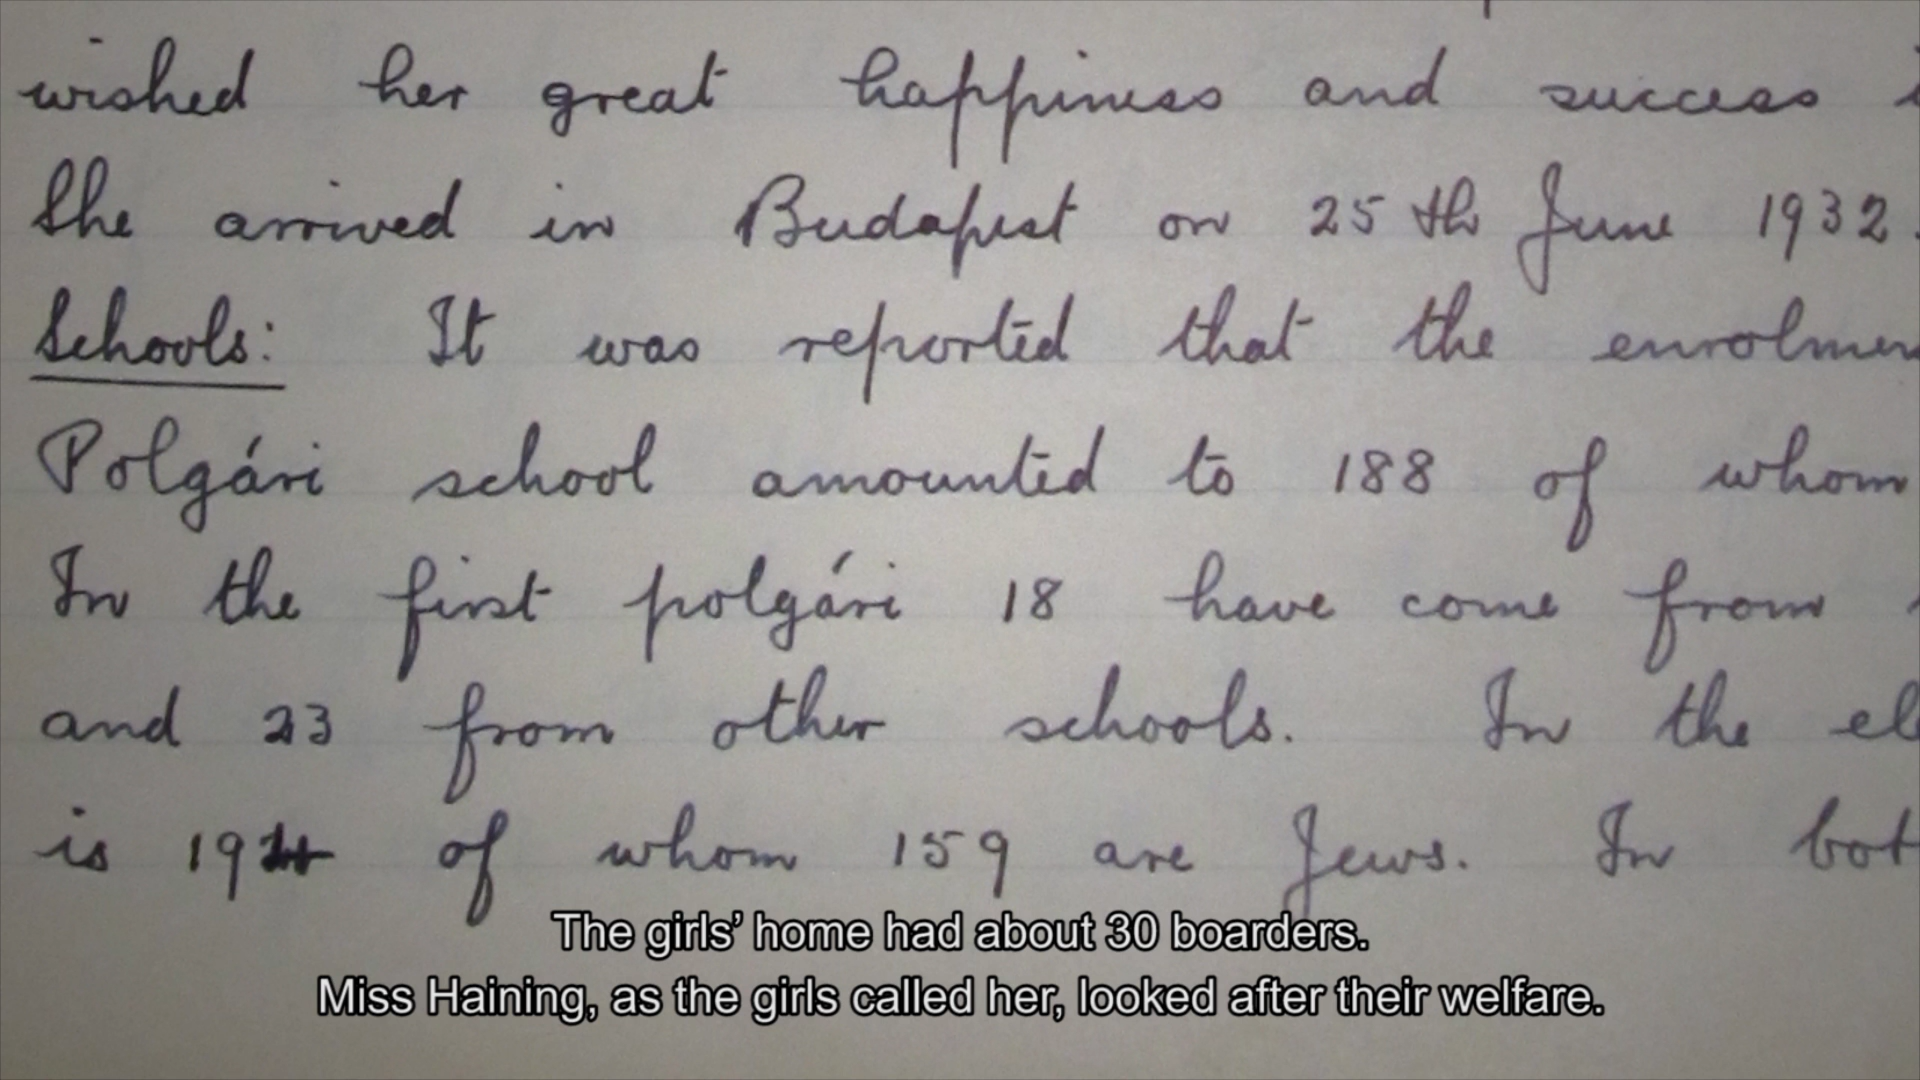 wished her great happiness and success
She arrived in Budapest on 25th June 1932.
Schools: It was reported that the
Polgári school amounted to 188 of whom
In the first polgári 18 have come from
and 23 from other schools. In the
is of whom 159 are Jews. In
The girls’ home had about 30 boarders.
Miss Haining, as the girls called her, looked after their welfare.